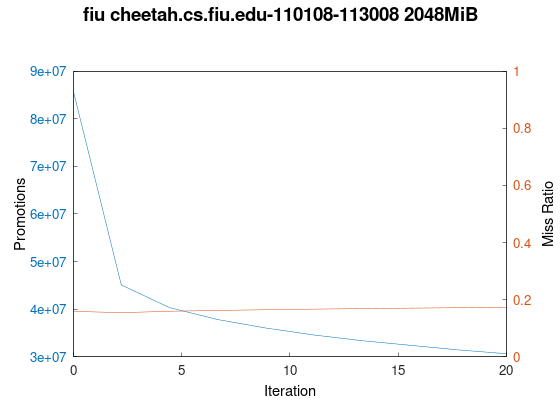 fiu cheetah.cs.fiu.edu-110108-113008 2048MiB
9e+07
8e+07
7e+07
6e+07
5e+07
4e+07
3e+07
Promotions
1
0.8
0.6
0.4
0.2
0
Miss Ratio
0 5 10 15 20
Iteration